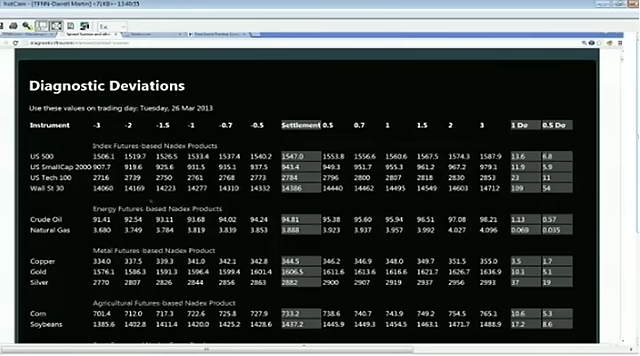 HotCam - [TFNN-Darrell Martin] <71KB> - 13:40:55
Diagnostic Deviations
Use these values on trading day: Tuesday, 26 Mar 2013
Instrument -3 -2 -1.5 -1 -0.7 -0.5 Settlement 0.5 0.7 1 1.5 2 3 1 De 0.5 De
Index Futures-based Nadex Products
US 500 1506.1 1519.7 1526.5 1533.4 1537.4 1540.2 1547.0 1553.8 1556.6 1560.6 1567.5 1574.3 1587.9 13.6 6.8
US SmallCap 2000 907.7 919.6 925.6 931.5 935.1 937.5 943.4 949.3 951.7 955.3 961.2 967.2 979.1 11.9 5.9
US Tech 100 2716 2739 2750 2761 2768 2773 2784 2796 2800 2807 2818 2830 2853 23 11
Wall St 30 14060 14169 14223 14277 14310 14332 14386 14440 14462 14495 14549 14603 14712 109 54
Energy Futures-based Nadex Products
Crude Oil 91.41 92.54 93.11 93.68 94.02 94.24 94.81 95.38 95.60 95.94 96.51 97.08 98.21 1.13 0.57
Natural Gas 3.680 3.749 3.784 3.819 3.839 3.853 3.888 3.923 3.937 3.957 3.992 4.027 4.096 0.069 0.035
Metal Futures-based Nadex Product
Copper 334.0 337.5 339.3 341.0 342.1 342.8 344.5 346.2 346.9 348.0 349.7 351.5 355.0 3.5 1.7
Gold 1576.1 1586.3 1591.3 1596.4 1599.4 1601.4 1606.5 1611.6 1613.6 1616.6 1621.7 1626.7 1636.9 10.1 5.1
Silver 2770 2807 2826 2844 2856 2863 2882 2900 2907 2919 2937 2956 2993 37 19
Agricultural Futures-based Nadex Product
Corn 701.4 712.0 717.3 722.6 725.8 727.9 733.2 738.6 740.7 743.9 749.2 754.5 765.1 10.6 5.3
Soybeans 1385.6 1402.8 1411.4 1420.0 1425.2 1428.6 1437.2 1445.9 1449.3 1454.5 1463.1 1471.7 1488.9 17.2 8.6